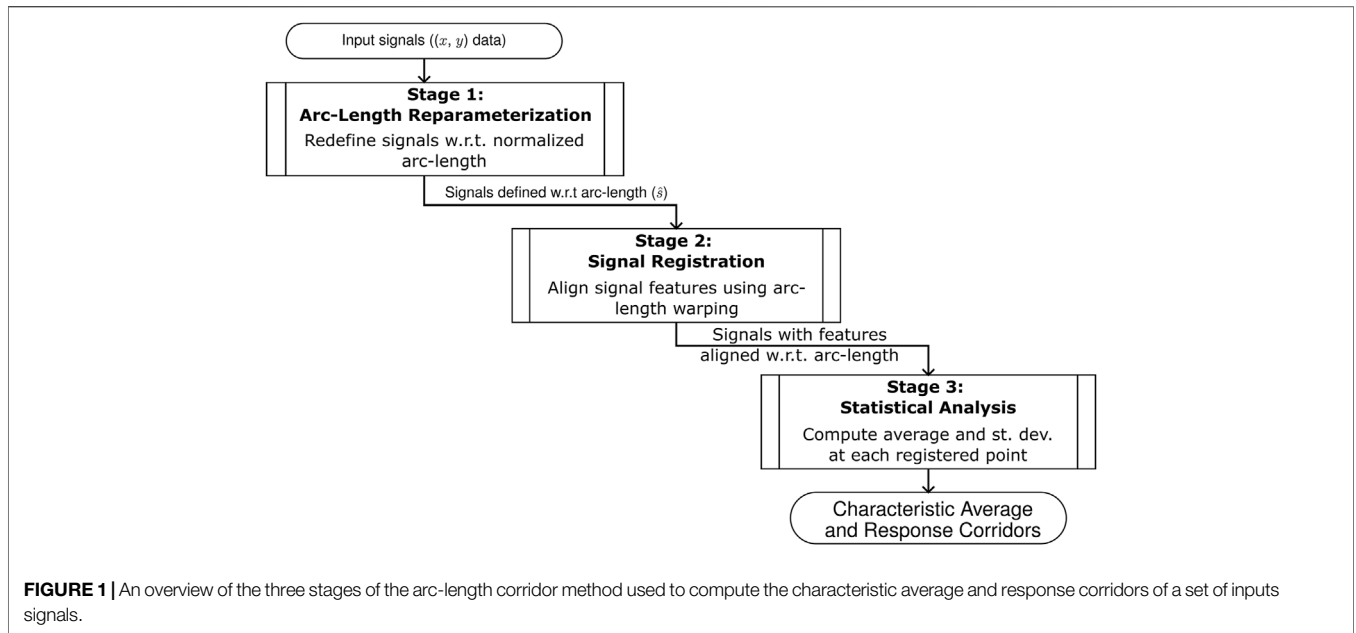 Input signals ((x, y) data)
Stage 1:
Arc-Length Reparameterization
Redefine signals w.r.t. normalized
arc-length
Signals defined w.r.t arc-length (ŝ)
Stage 2:
Signal Registration
Align signal features using arc-
length warping
Signals with features
aligned w.r.t. arc-length
Stage 3:
Statistical Analysis
Compute average and st. dev.
at each registered point
Characteristic Average
and Response Corridors
FIGURE 1 | An overview of the three stages of the arc-length corridor method used to compute the characteristic average and response corridors of a set of inputs
signals.